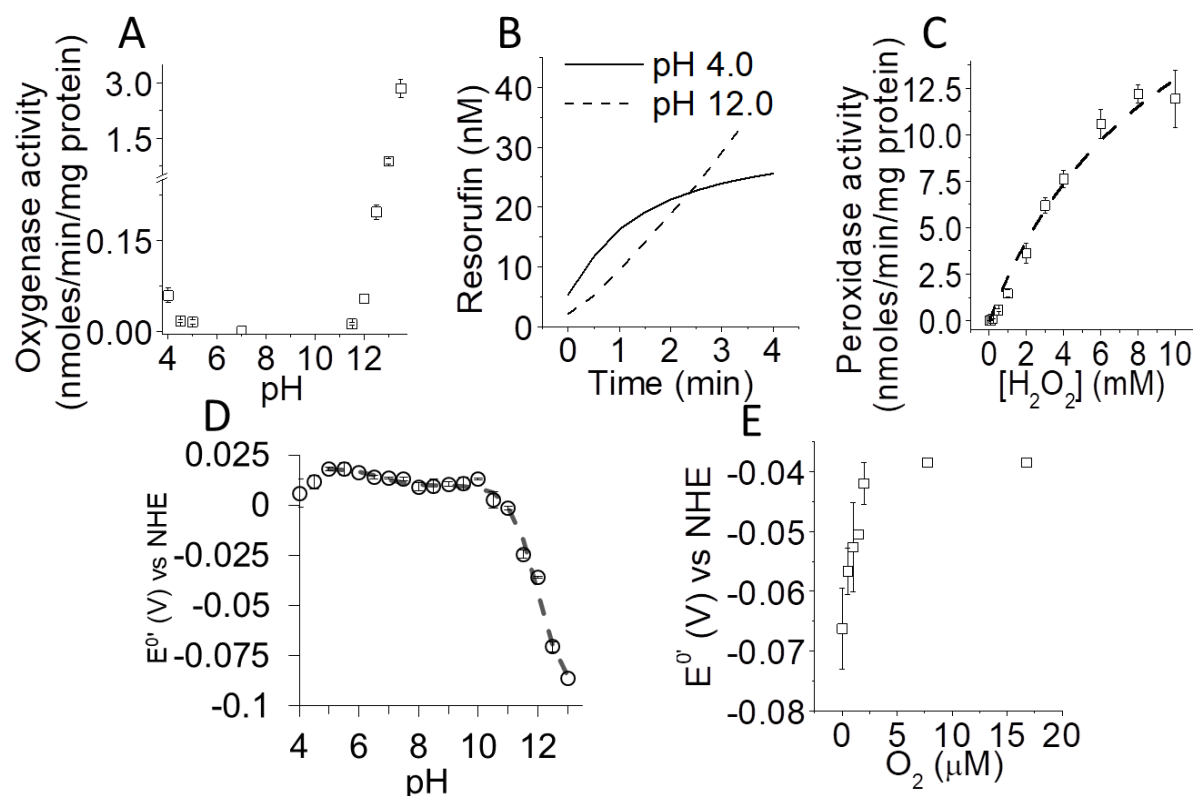 A
Oxygenase activity
(nmoles/min/mg protein)
3.0
1.5
0.15
0.00
4 6 8 10 12
pH
B
pH 4.0
pH 12.0
Resorufin (nM)
45
40
30
20
10
0
0 1 2 3 4
Time (min)
C
Peroxidase activity
(nmoles/min/mg protein)
12.5
10.0
7.5
5.0
2.5
0.0
0 2 4 6 8 10
[H₂O₂] (mM)
D
E⁰' (V) vs NHE
0.025
0
-0.025
-0.05
-0.075
-0.1
4 6 8 10 12
pH
E
E⁰' (V) vs NHE
-0.04
-0.05
-0.06
-0.07
-0.08
0 5 10 15 20
O₂ (μM)